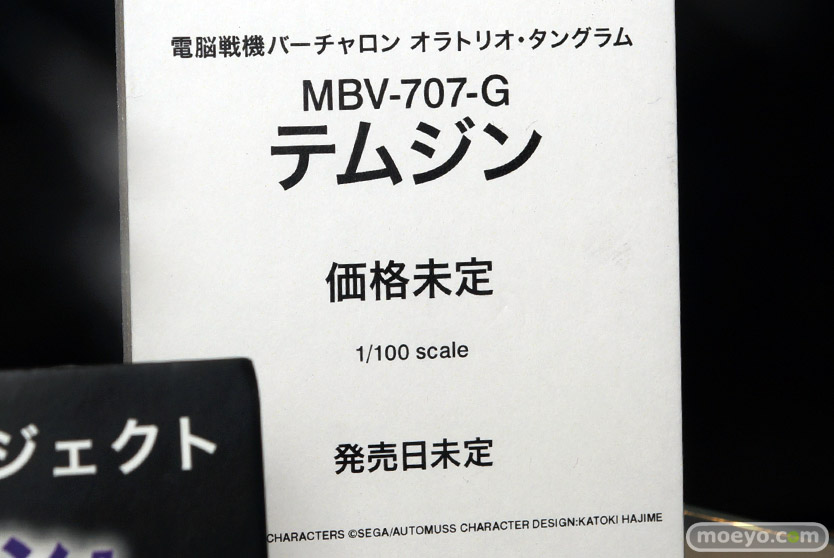 電脳戦機バーチャロン オラトリオ・タングラム
MBV-707-G
テムジン
価格未定
1/100 scale
発売日未定
ジェクト
CHARACTERS ©SEGA/AUTOMUSS CHARACTER DESIGN:KATOKI HAJIME
moeyo.com